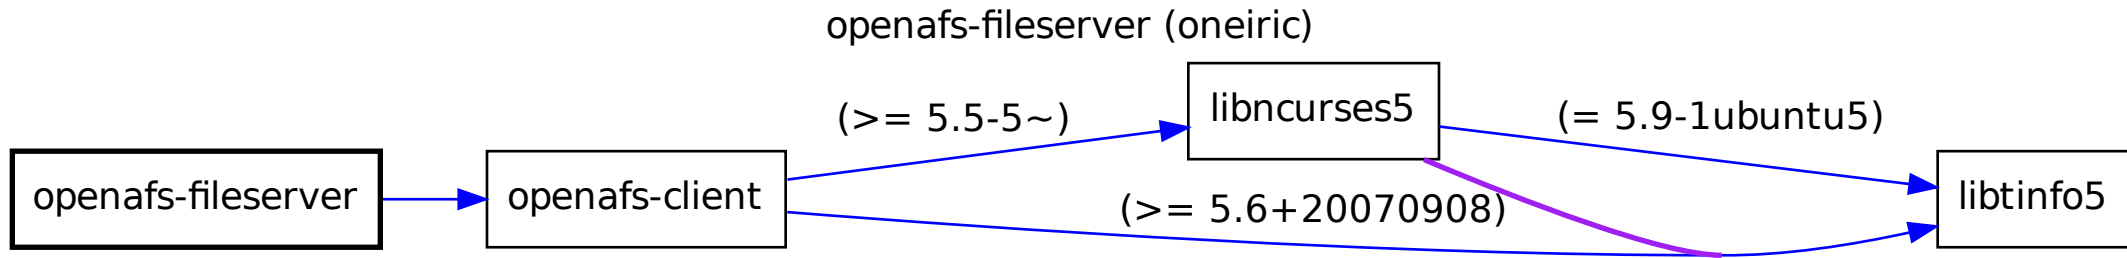 openafs-fileserver (oneiric)
openafs-fileserver
openafs-client
(>= 5.5-5~)
libncurses5
(= 5.9-1ubuntu5)
(>= 5.6+20070908)
libtinfo5